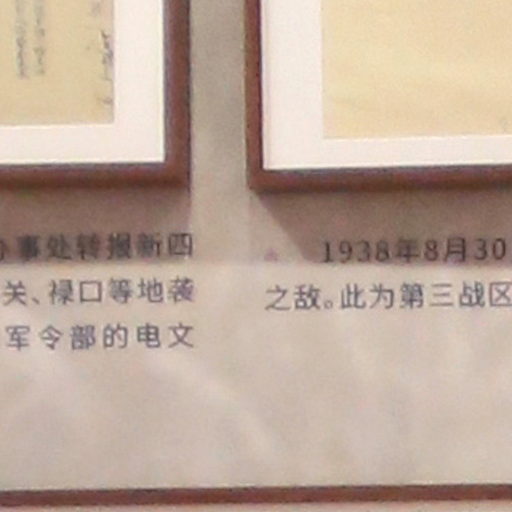 事处转报新四
关、禄口等地袭
军令部的电文
1938年8月30
之敌。此为第三战区